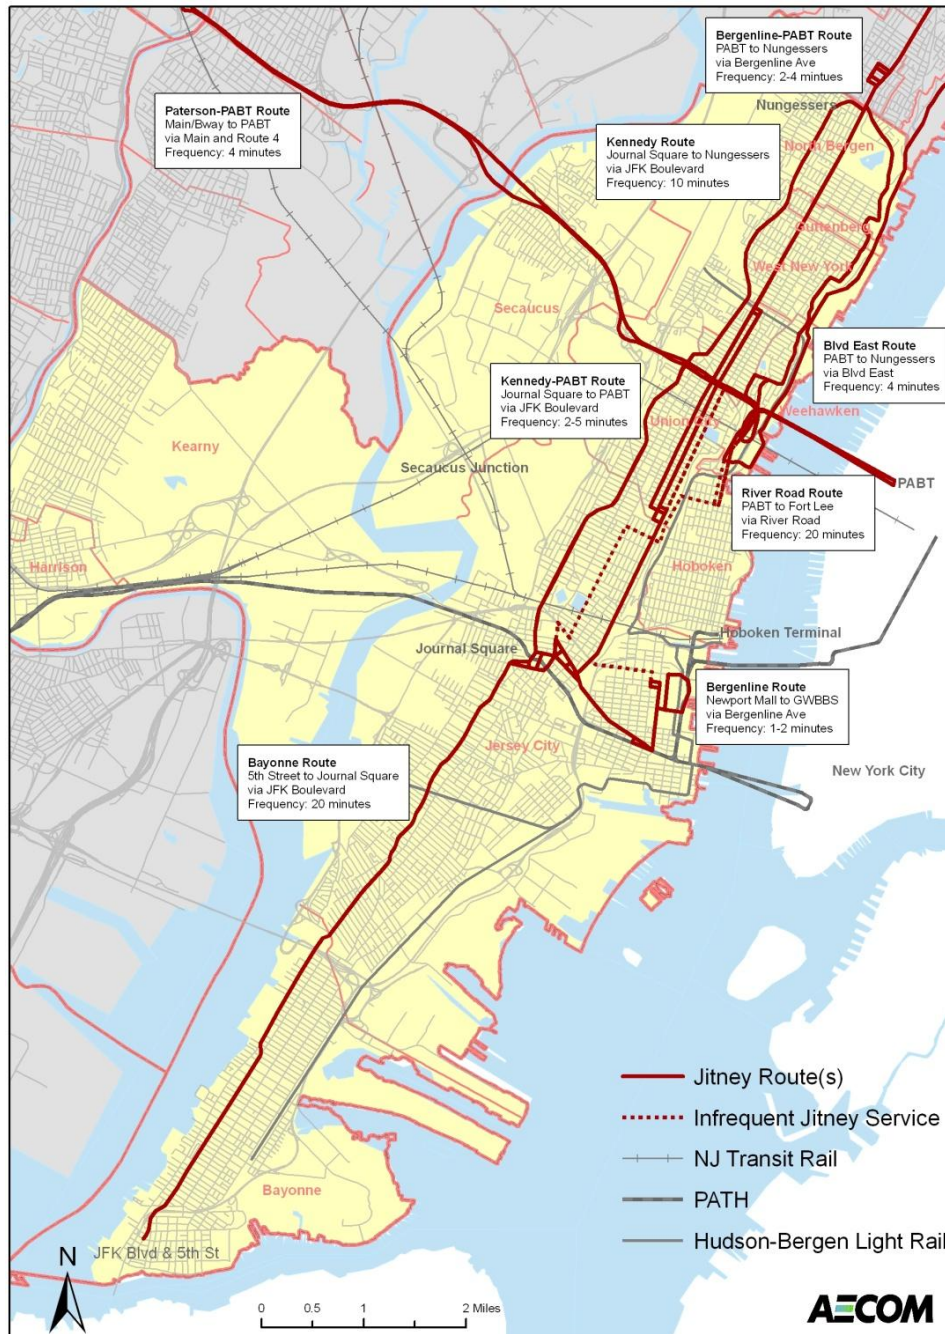 Bergenline-PABT Route
PABT to Nungessers
via Bergenline Ave
Frequency: 2-4 mintues
Nungessers
Paterson-PABT Route
Main/Bway to PABT
via Main and Route 4
Frequency: 4 minutes
Kennedy Route
Journal Square to Nungessers
via JFK Boulevard
Frequency: 10 minutes
North Bergen
Guttenberg
West New York
Secaucus
Blvd East Route
PABT to Nungessers
via Blvd East
Frequency: 4 minutes
Kennedy-PABT Route
Journal Square to PABT
via JFK Boulevard
Frequency: 2-5 minutes
Weehawken
Union City
Kearny
Secaucus Junction
PABT
River Road Route
PABT to Fort Lee
via River Road
Frequency: 20 minutes
Harrison
Hoboken
Hoboken Terminal
Journal Square
Bergenline Route
Newport Mall to GWBBS
via Bergenline Ave
Frequency: 1-2 minutes
Jersey City
Bayonne Route
5th Street to Journal Square
via JFK Boulevard
Frequency: 20 minutes
New York City
Jitney Route(s)
Infrequent Jitney Service
NJ Transit Rail
PATH
Hudson-Bergen Light Rail
Bayonne
JFK Blvd & 5th St
N
0 0.5 1 2 Miles
AECOM